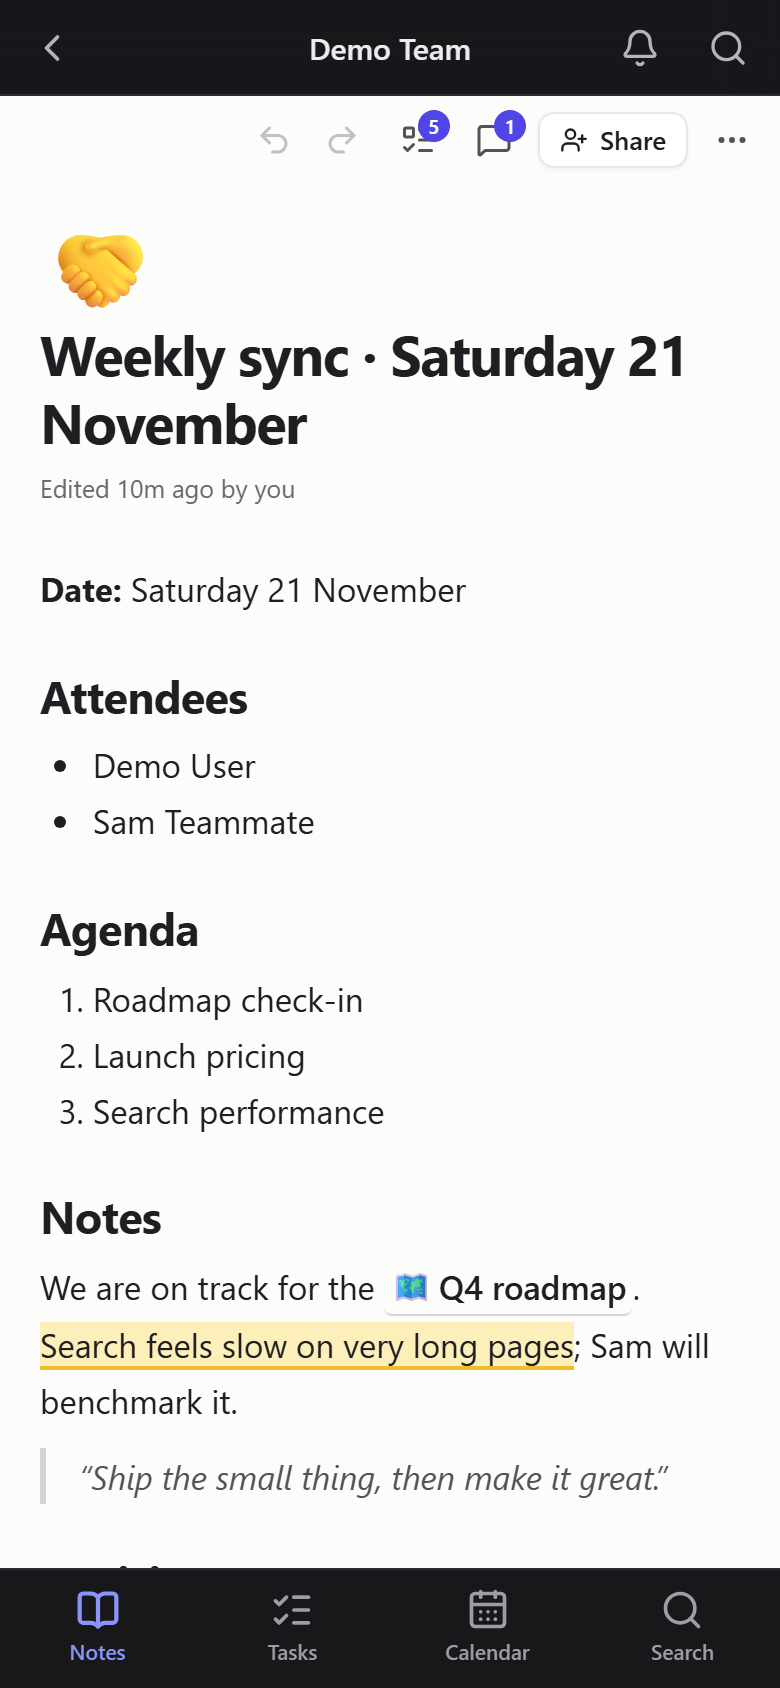 Demo Team
5
1
Share
Weekly sync · Saturday 21
November
Edited 10m ago by you
Date: Saturday 21 November
Attendees
• Demo User
• Sam Teammate
Agenda
1. Roadmap check-in
2. Launch pricing
3. Search performance
Notes
We are on track for the Q4 roadmap.
Search feels slow on very long pages; Sam will
benchmark it.
“Ship the small thing, then make it great.”
Notes
Tasks
Calendar
Search